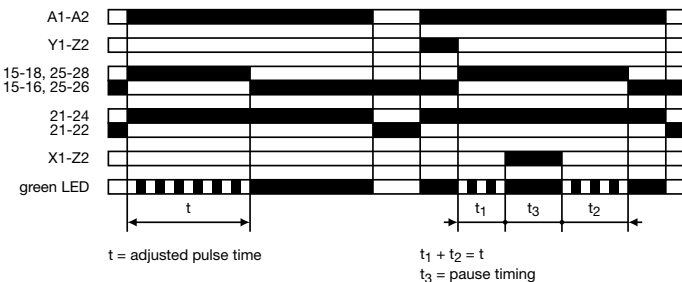 A1-A2
Y1-Z2
15-18, 25-28
15-16, 25-26
21-24
21-22
X1-Z2
green LED
t
t1
t3
t2
t = adjusted pulse time
t1 + t2 = t
t3 = pause timing